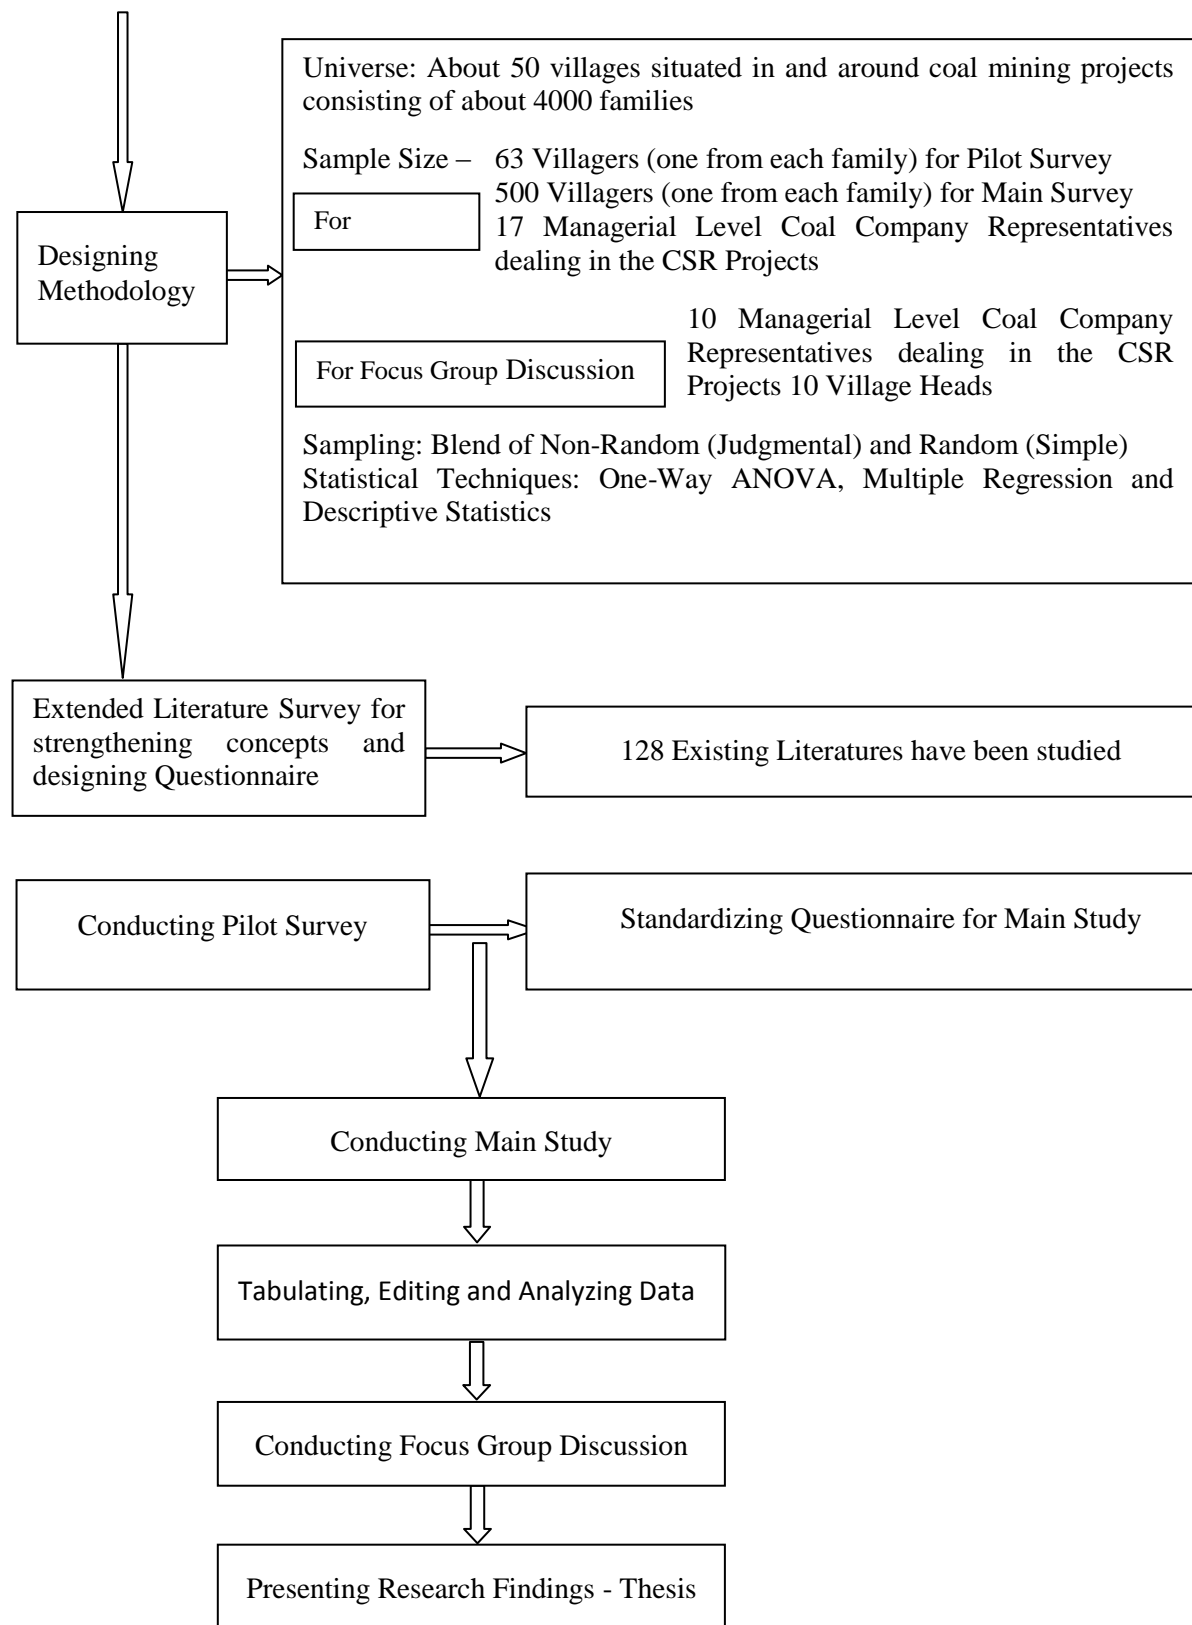 Universe: About 50 villages situated in and around coal mining projects
consisting of about 4000 families
Sample Size – 63 Villagers (one from each family) for Pilot Survey
500 Villagers (one from each family) for Main Survey
For
17 Managerial Level Coal Company Representatives
dealing in the CSR Projects
Designing
Methodology
10 Managerial Level Coal Company
Representatives dealing in the CSR
Projects 10 Village Heads
For Focus Group Discussion
Sampling: Blend of Non-Random (Judgmental) and Random (Simple)
Statistical Techniques: One-Way ANOVA, Multiple Regression and
Descriptive Statistics
Extended Literature Survey for
strengthening concepts and
designing Questionnaire
128 Existing Literatures have been studied
Conducting Pilot Survey
Standardizing Questionnaire for Main Study
Conducting Main Study
Tabulating, Editing and Analyzing Data
Conducting Focus Group Discussion
Presenting Research Findings - Thesis